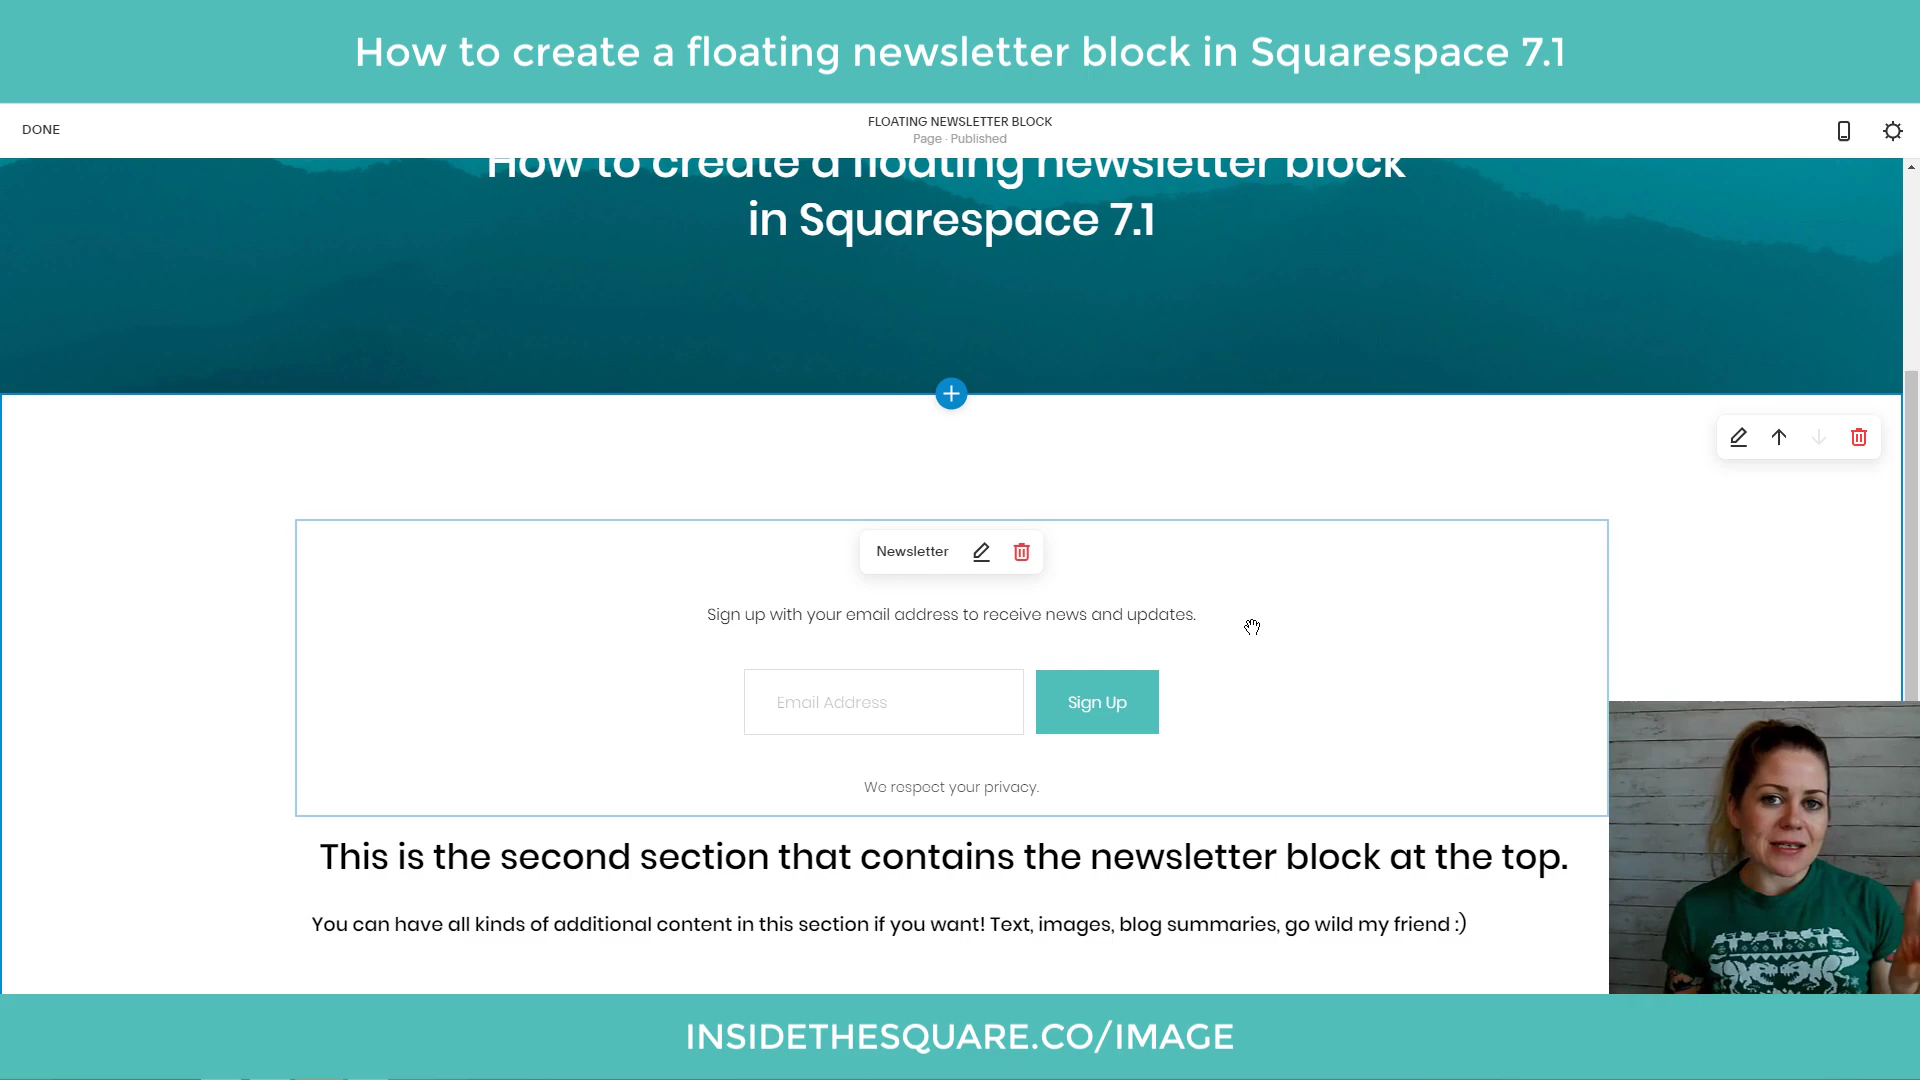 How to create a floating newsletter block in Squarespace 7.1
DONE
FLOATING NEWSLETTER BLOCK
Page · Published
How to create a floating newsletter block
in Squarespace 7.1
Newsletter
Sign up with your email address to receive news and updates.
Email Address
Sign Up
We respect your privacy.
This is the second section that contains the newsletter block at the top.
You can have all kinds of additional content in this section if you want! Text, images, blog summaries, go wild my friend :)
INSIDETHESQUARE.CO/IMAGE